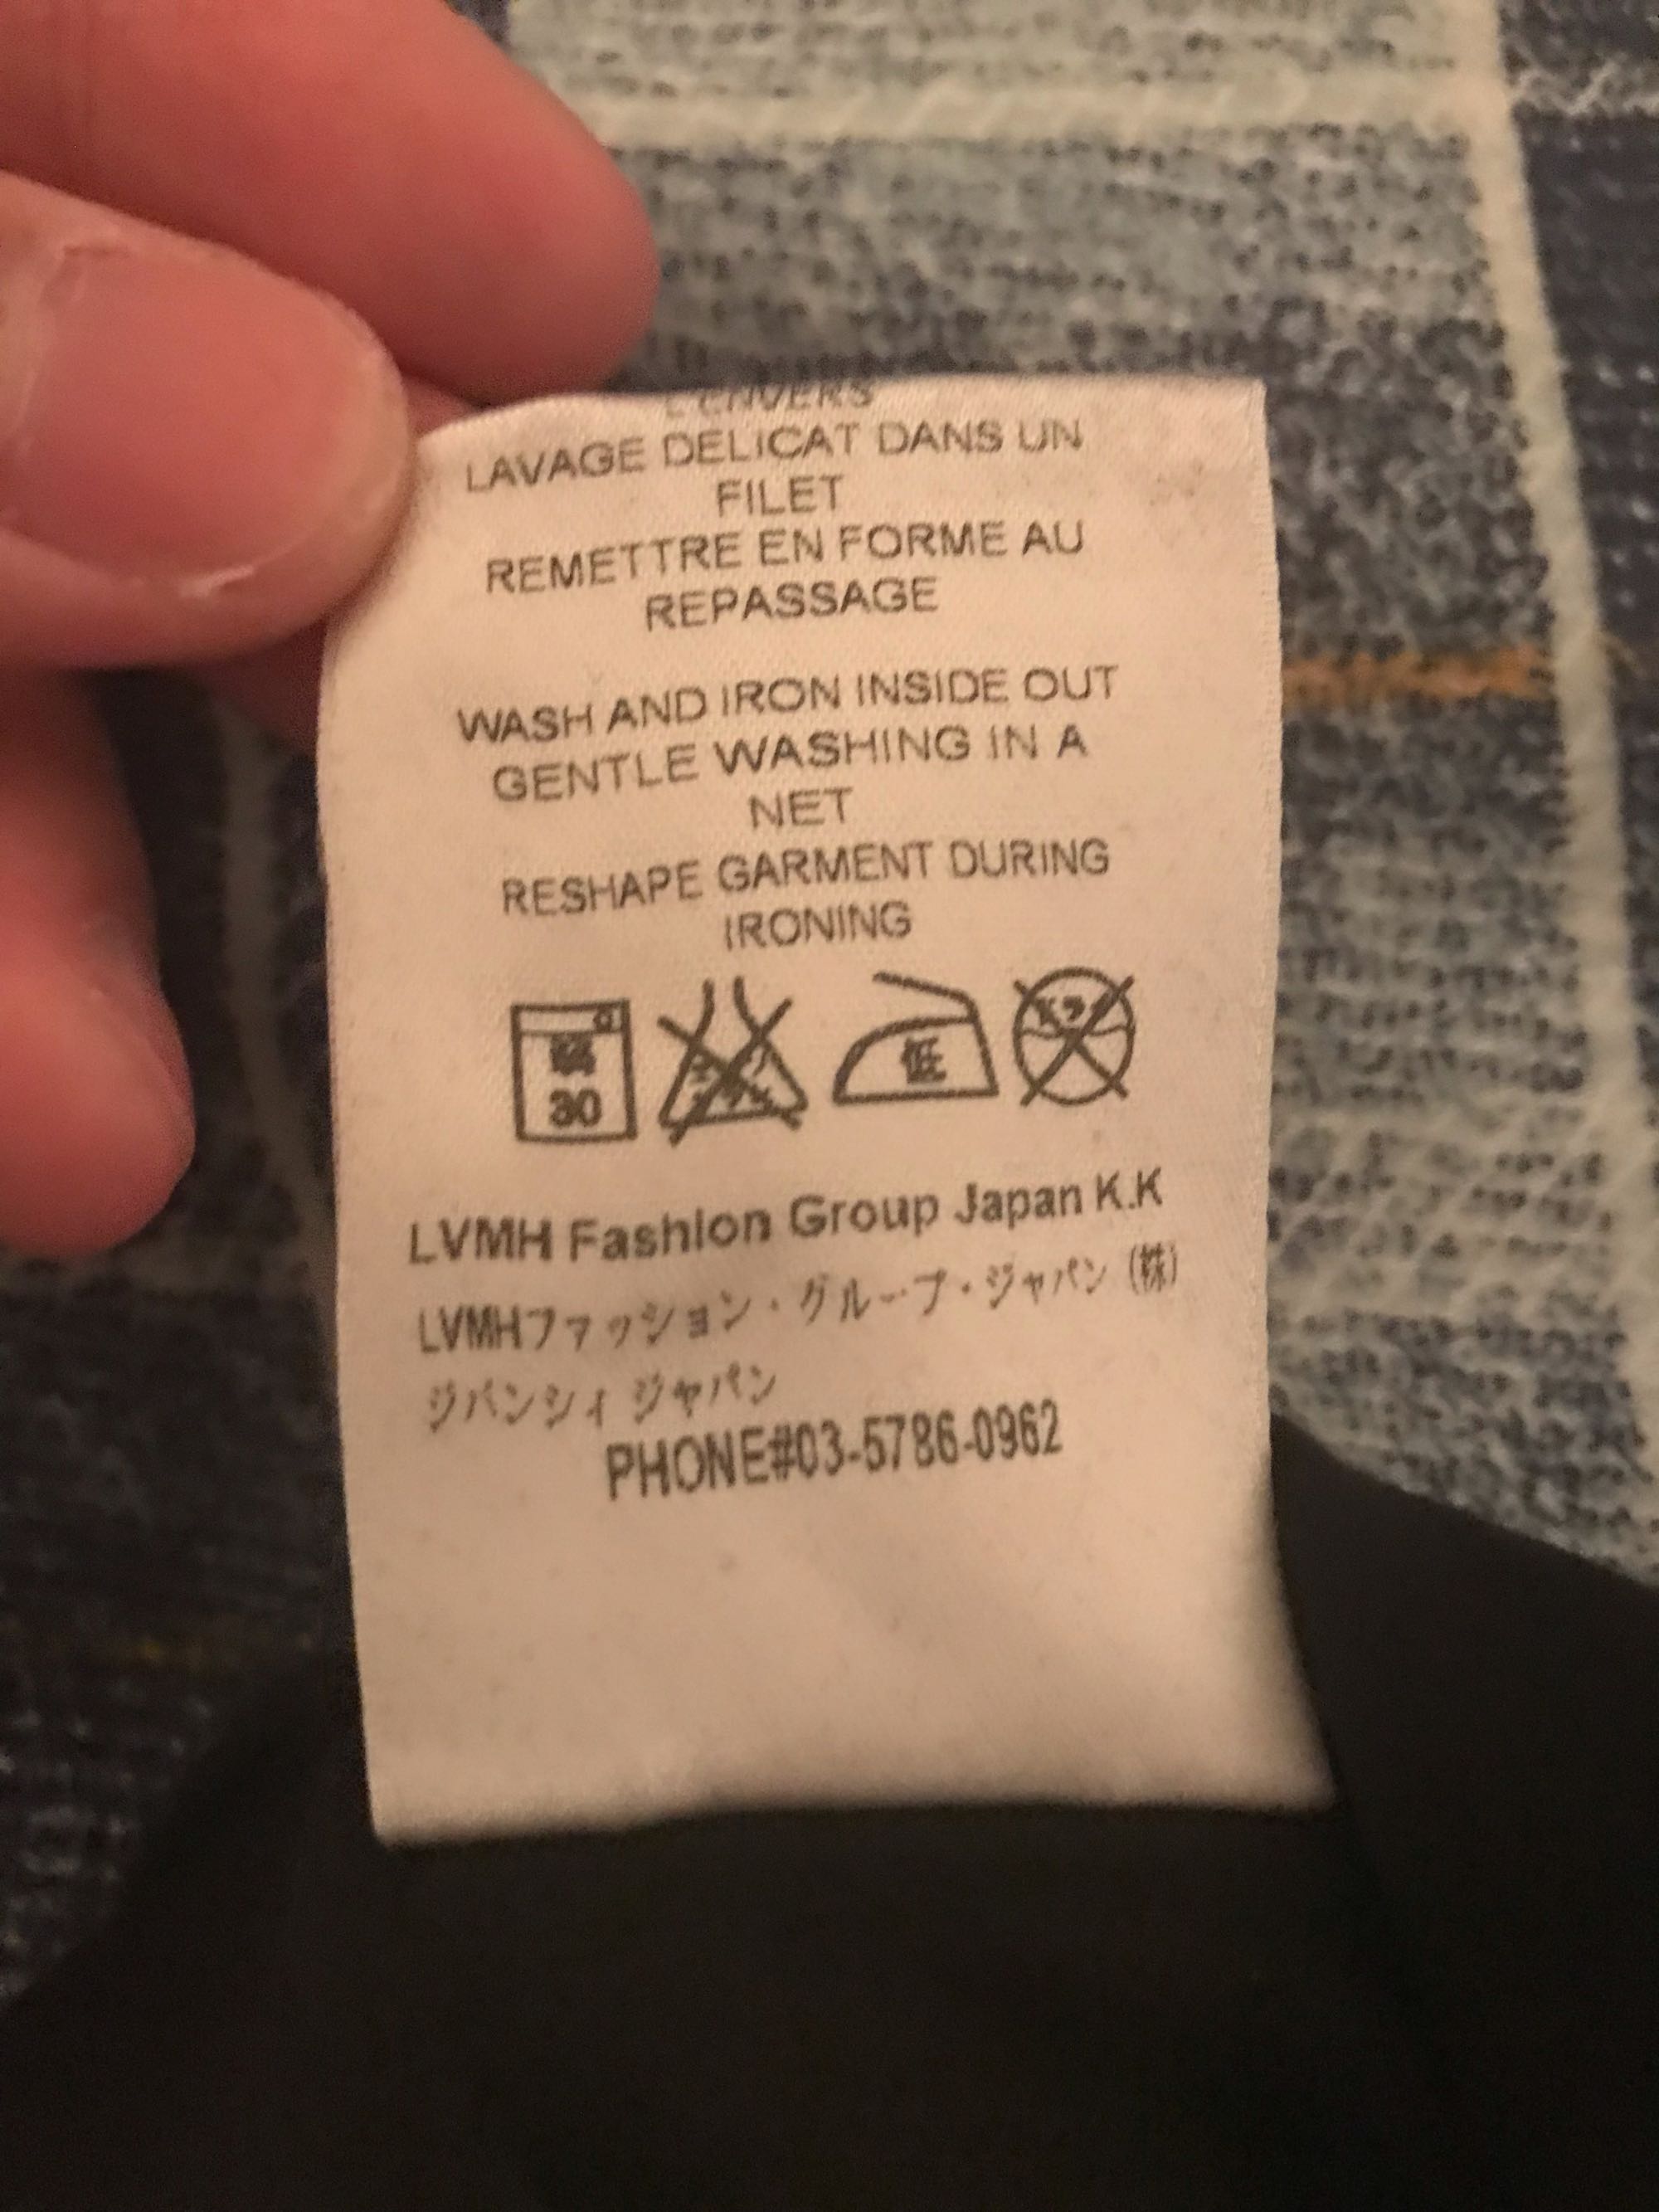 L'ENVERS
LAVAGE DELICAT DANS UN
FILET
REMETTRE EN FORME AU
REPASSAGE
WASH AND IRON INSIDE OUT
GENTLE WASHING IN A
NET
RESHAPE GARMENT DURING
IRONING
30 低
LVMH Fashion Group Japan K.K
LVMHファッション・グループ・ジャパン (株)
ジバンシィ ジャパン
PHONE#03-5786-0962